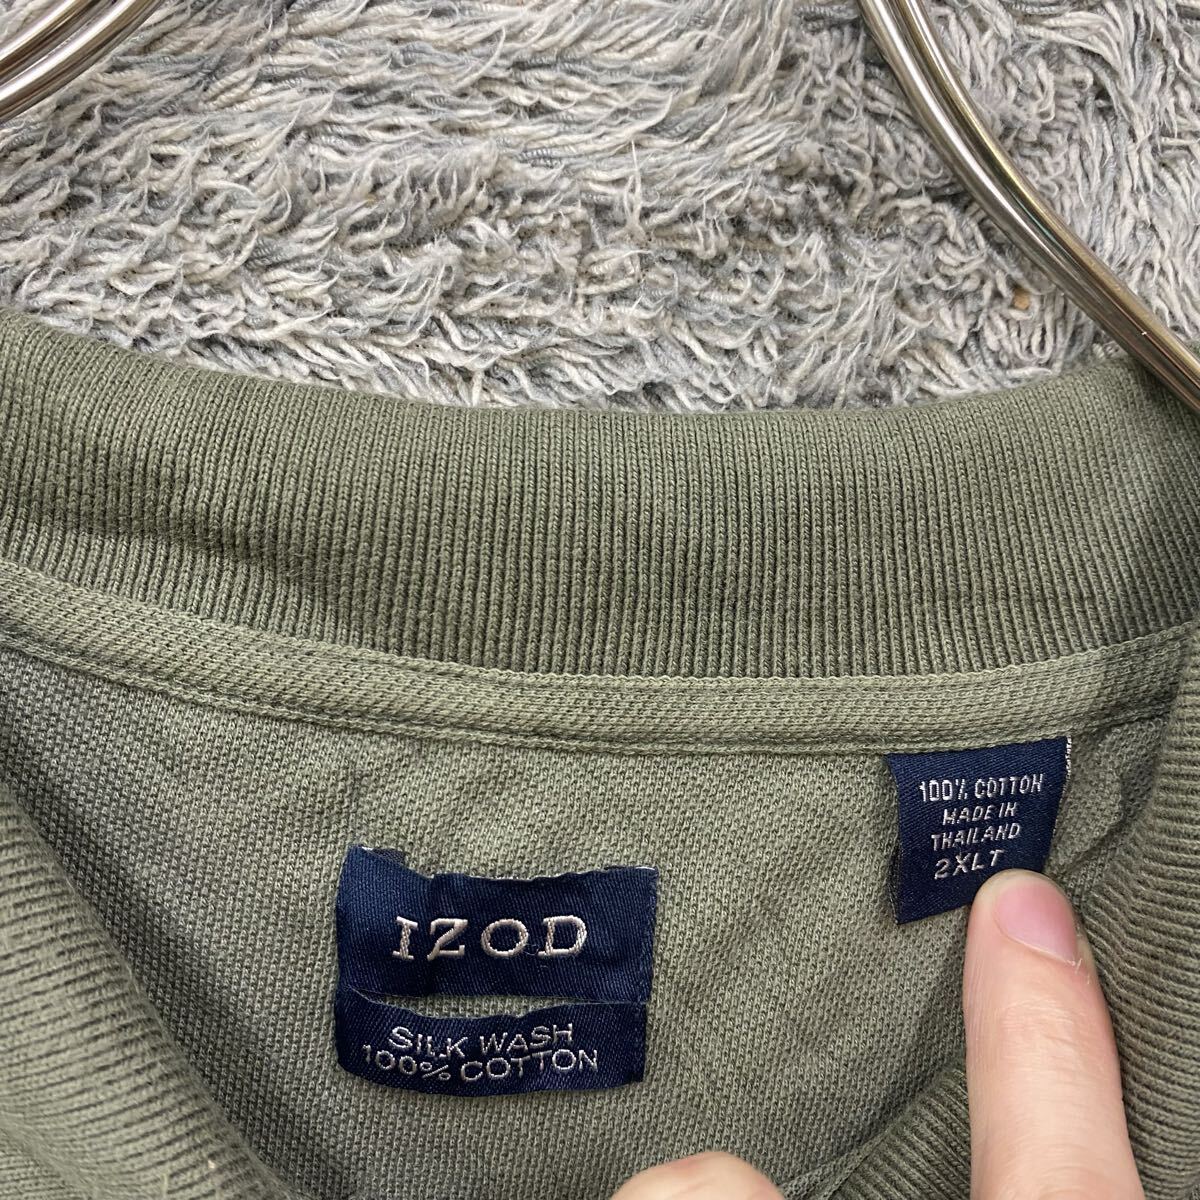 IZOD
SILK WASH
100% COTTON
100% COTTON
MADE IN
THAILAND
2XLT